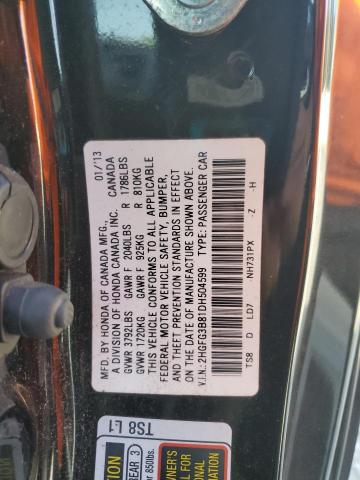 MFD. BY HONDA OF CANADA MFG., 01/13
A DIVISION OF HONDA CANADA INC. CANADA
GVWR 3792LBS GAWR F 2040LBS R 1786LBS
GVWR 1720KG GAWR F 925KG R 810KG
THIS VEHICLE CONFORMS TO ALL APPLICABLE
FEDERAL MOTOR VEHICLE SAFETY, BUMPER,
AND THEFT PREVENTION STANDARDS IN EFFECT
ON THE DATE OF MANUFACTURE SHOWN ABOVE.
V.I.N.: 2HGFG3B81DH504599 TYPE: PASSENGER CAR
TS8 D LD7 NH731PX -Z -H
TS8 L1
REAR 3
r 850lbs.